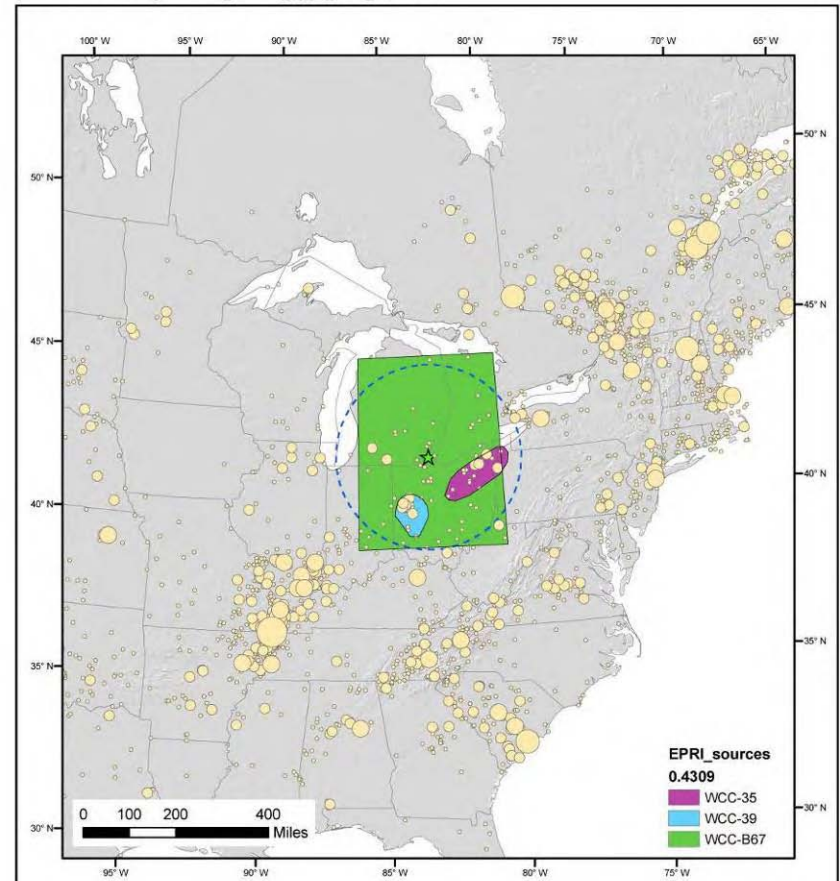 100° W 95° W 90° W 85° W 80° W 75° W 70° W 65° W
50° N
50° N
45° N
45° N
40° N
40° N
35° N
35° N
30° N
30° N
EPRI_sources
0.4309
WCC-35
WCC-39
WCC-B67
0 100 200 400
Miles
95° W 90° W 85° W 80° W 75° W